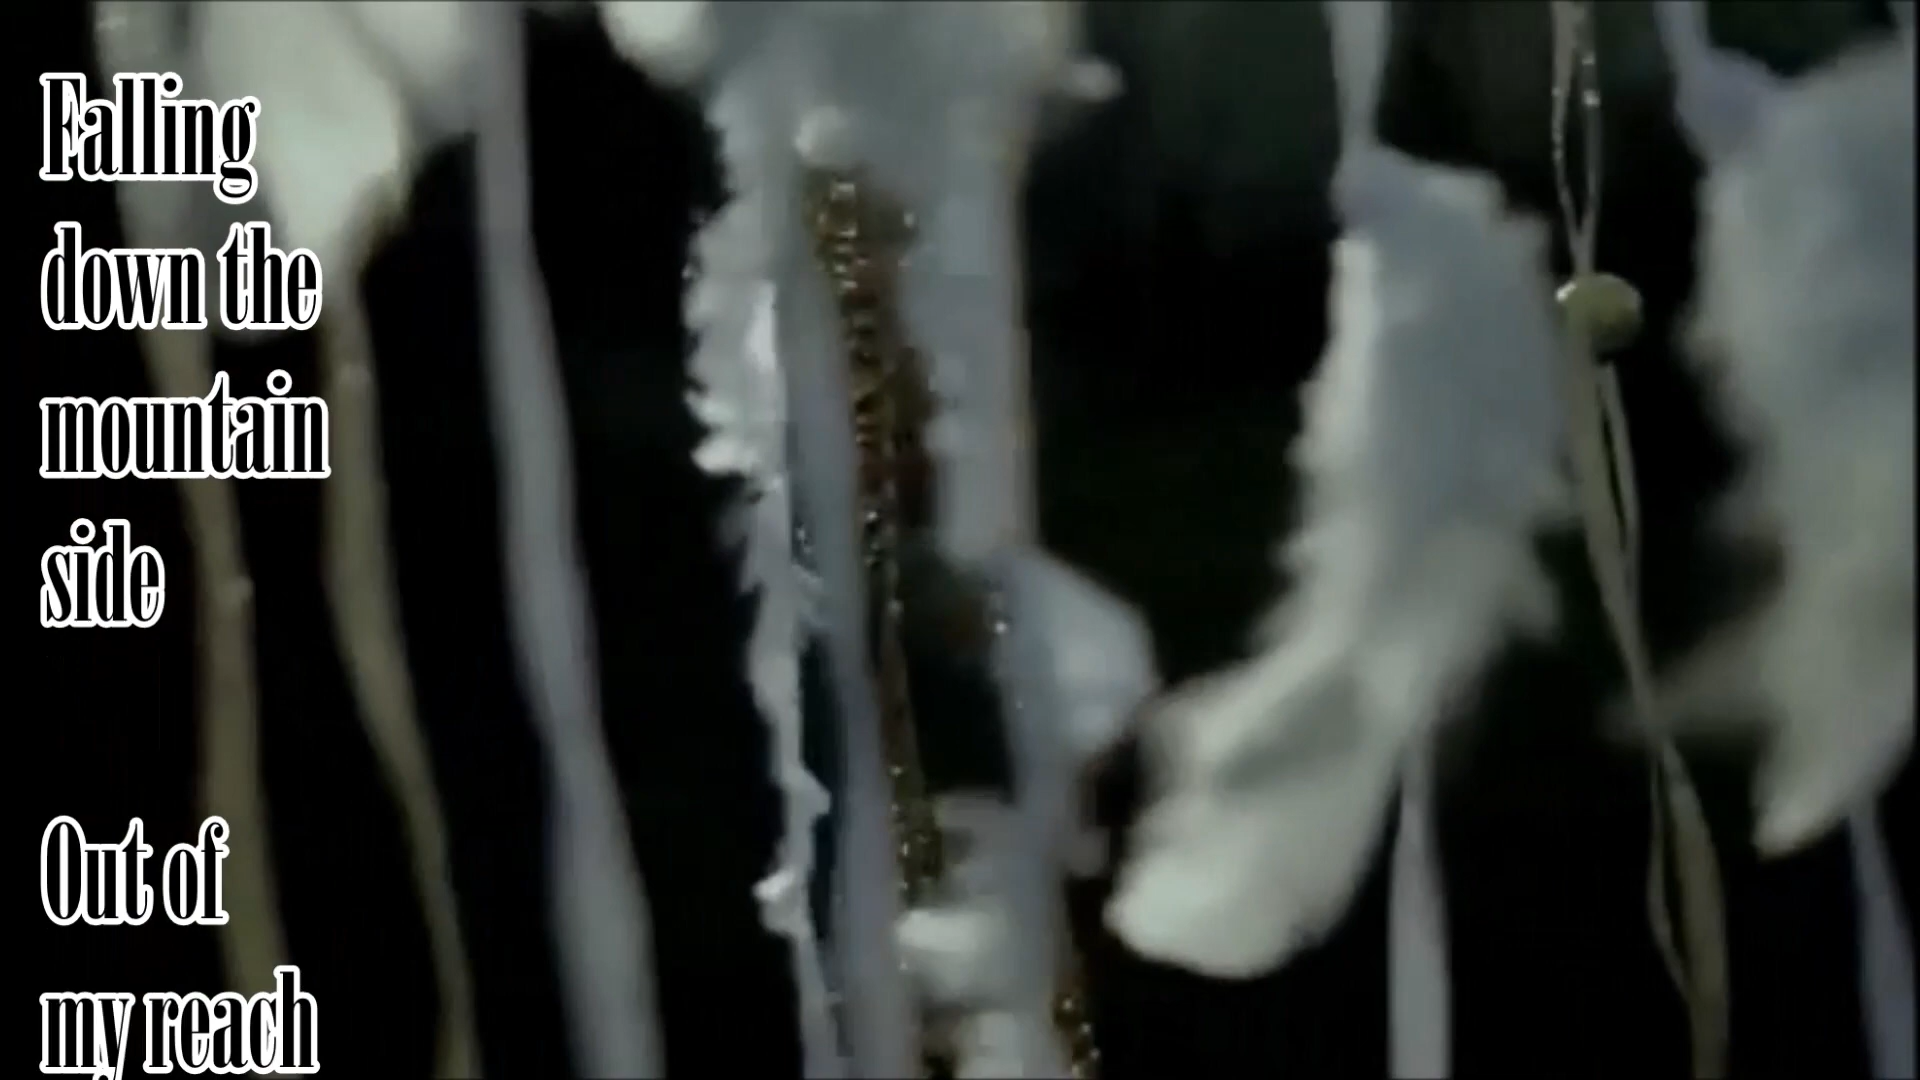 Falling
down the
mountain
side
Out of
my reach